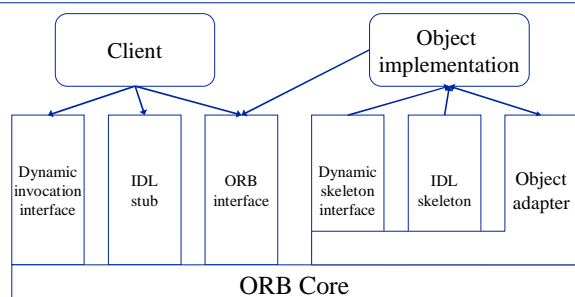 Client
Object
implementation
Dynamic
invocation
interface
IDL
stub
ORB
interface
Dynamic
skeleton
interface
IDL
skeleton
Object
adapter
ORB Core